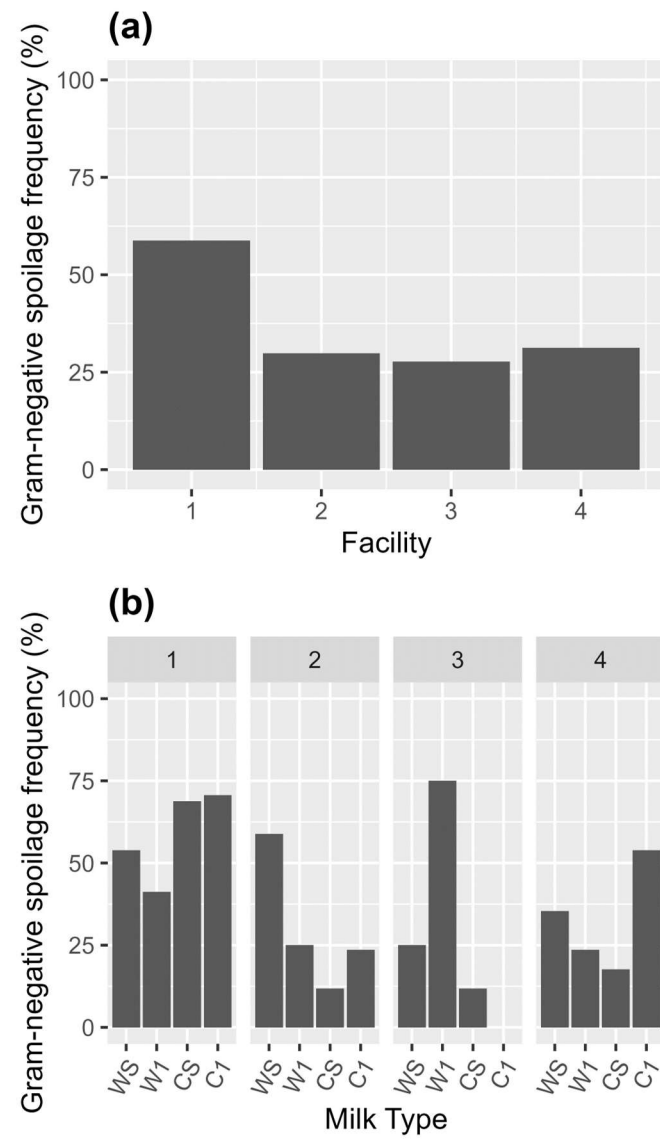 (a)
Gram-negative spoilage frequency (%)
100
75
50
25
0
1 2 3 4
Facility
(b)
Gram-negative spoilage frequency (%)
1 2 3 4
100
75
50
25
0
WS W1 CS C1 WS W1 CS C1 WS W1 CS C1 WS W1 CS C1
Milk Type